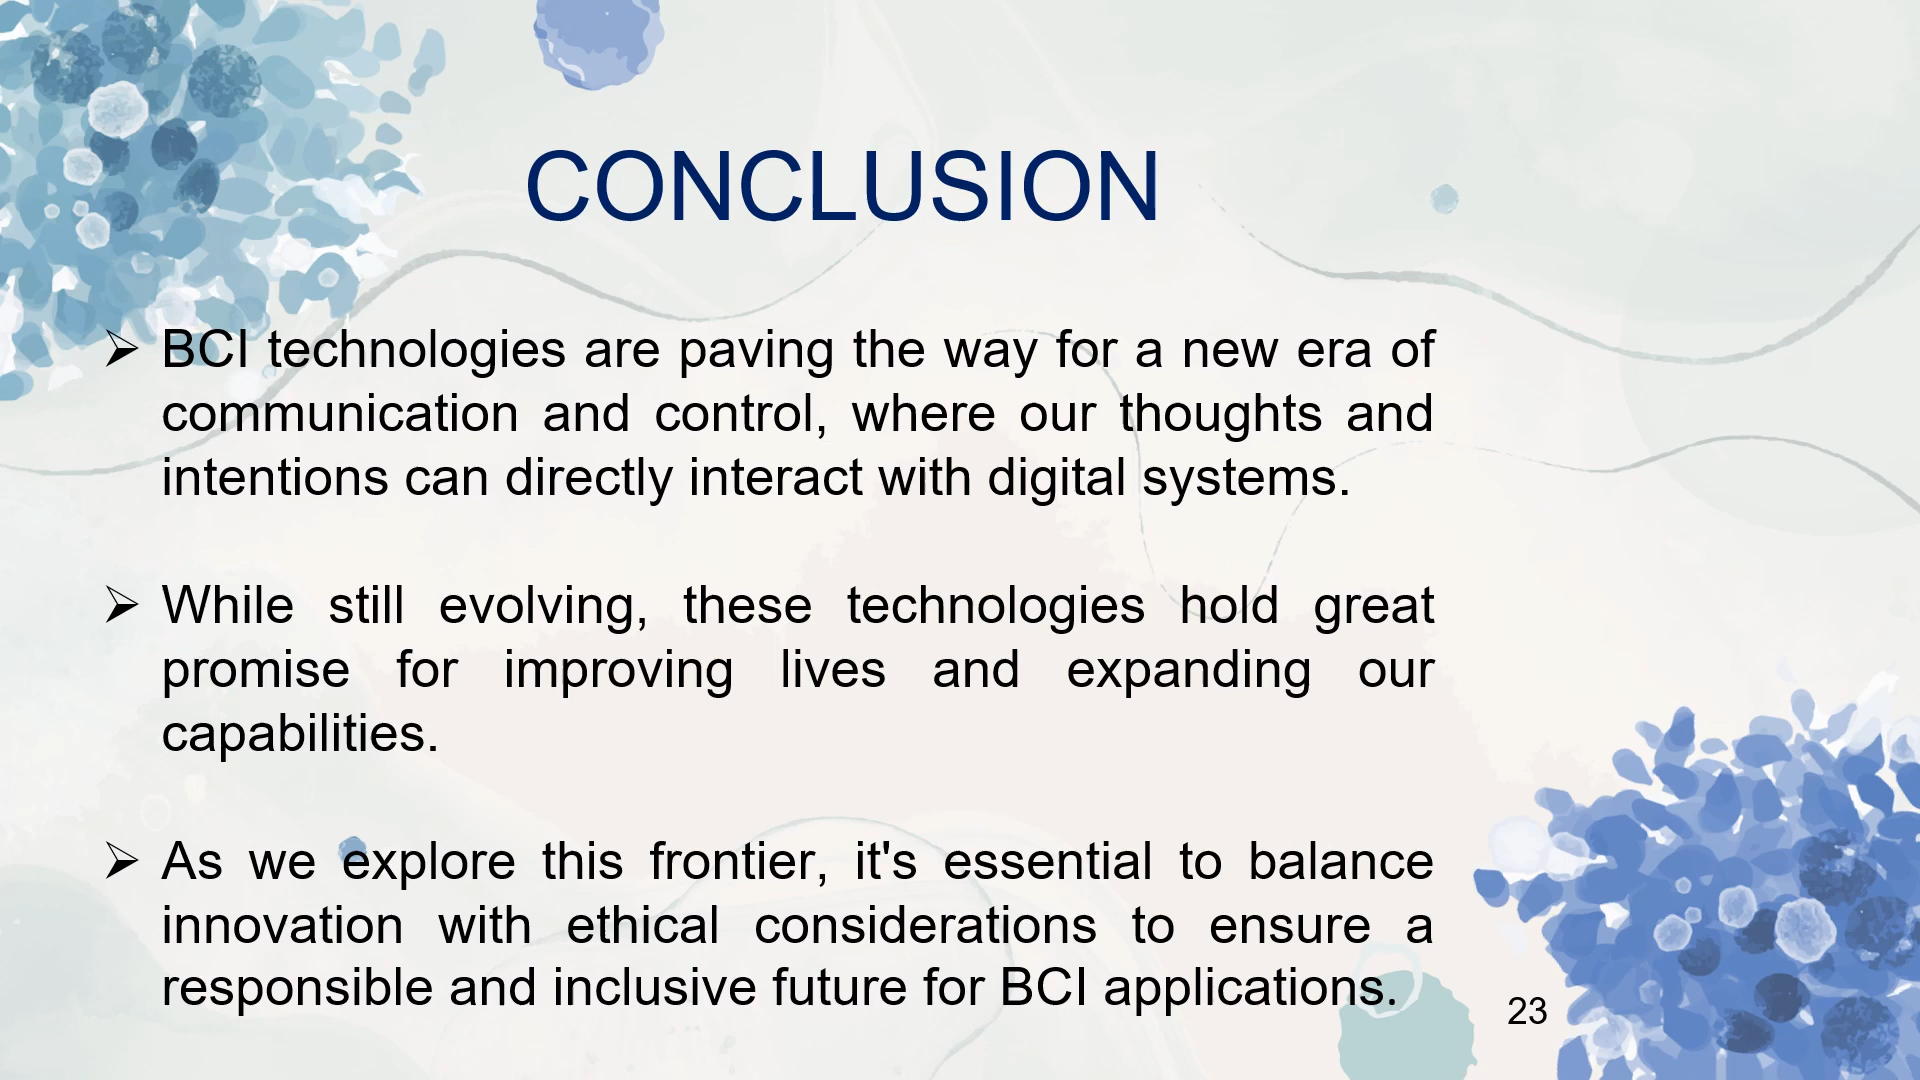 CONCLUSION
➢ BCI technologies are paving the way for a new era of
communication and control, where our thoughts and
intentions can directly interact with digital systems.
➢ While still evolving, these technologies hold great
promise for improving lives and expanding our
capabilities.
➢ As we explore this frontier, it's essential to balance
innovation with ethical considerations to ensure a
responsible and inclusive future for BCI applications.
23